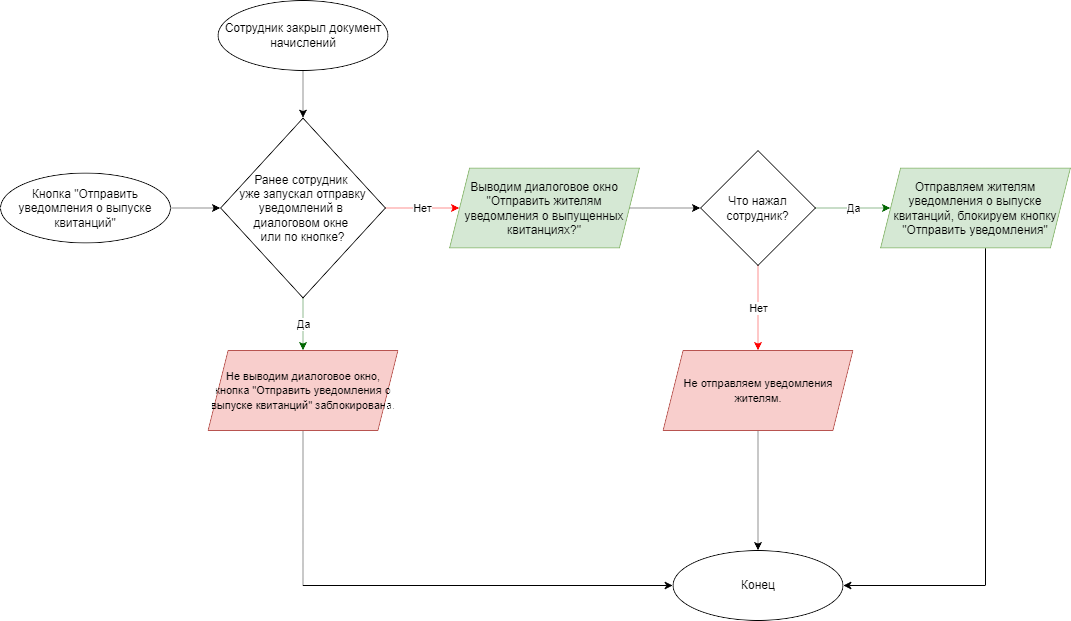 Сотрудник закрыл документ
начислений
Кнопка "Отправить
уведомления о выпуске
квитанций"
Ранее сотрудник
уже запускал отправку
уведомлений в
диалоговом окне
или по кнопке?
Нет
Выводим диалоговое окно
"Отправить жителям
уведомления о выпущенных
квитанциях?"
Что нажал
сотрудник?
Да
Отправляем жителям
уведомления о выпуске
квитанций, блокируем кнопку
"Отправить уведомления"
Да
Нет
Не выводим диалоговое окно,
кнопка "Отправить уведомления о
выпуске квитанций" заблокирована.
Не отправляем уведомления
жителям.
Конец